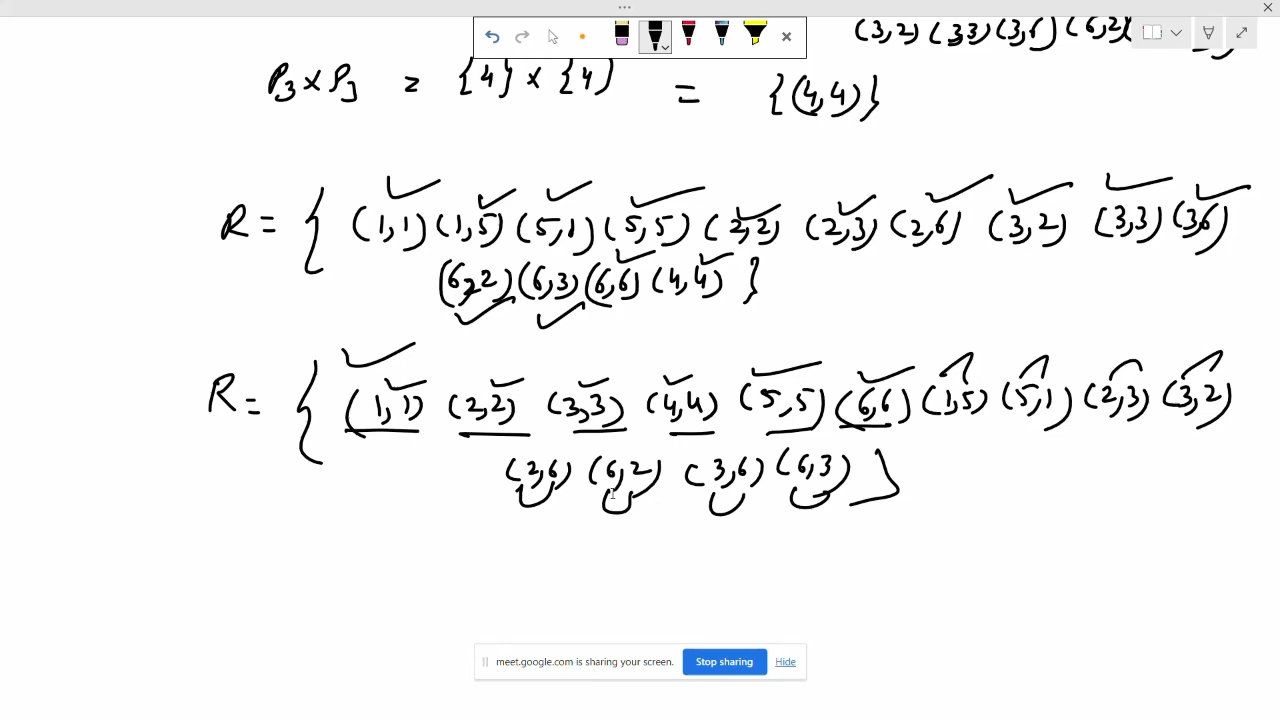 (3,2) (3,3) (3,6) (6,2)
P3 × P3 = {4} × {4} = {(4,4)}
R = { (1,1) (1,5) (5,1) (5,5) (2,2) (2,3) (2,6) (3,2) (3,3) (3,6)
(6,2) (6,3) (6,6) (4,4) }
R = { (1,1) (2,2) (3,3) (4,4) (5,5) (6,6) (1,5) (5,1) (2,3) (3,2)
(2,6) (6,2) (3,6) (6,3) }
meet.google.com is sharing your screen. Stop sharing Hide